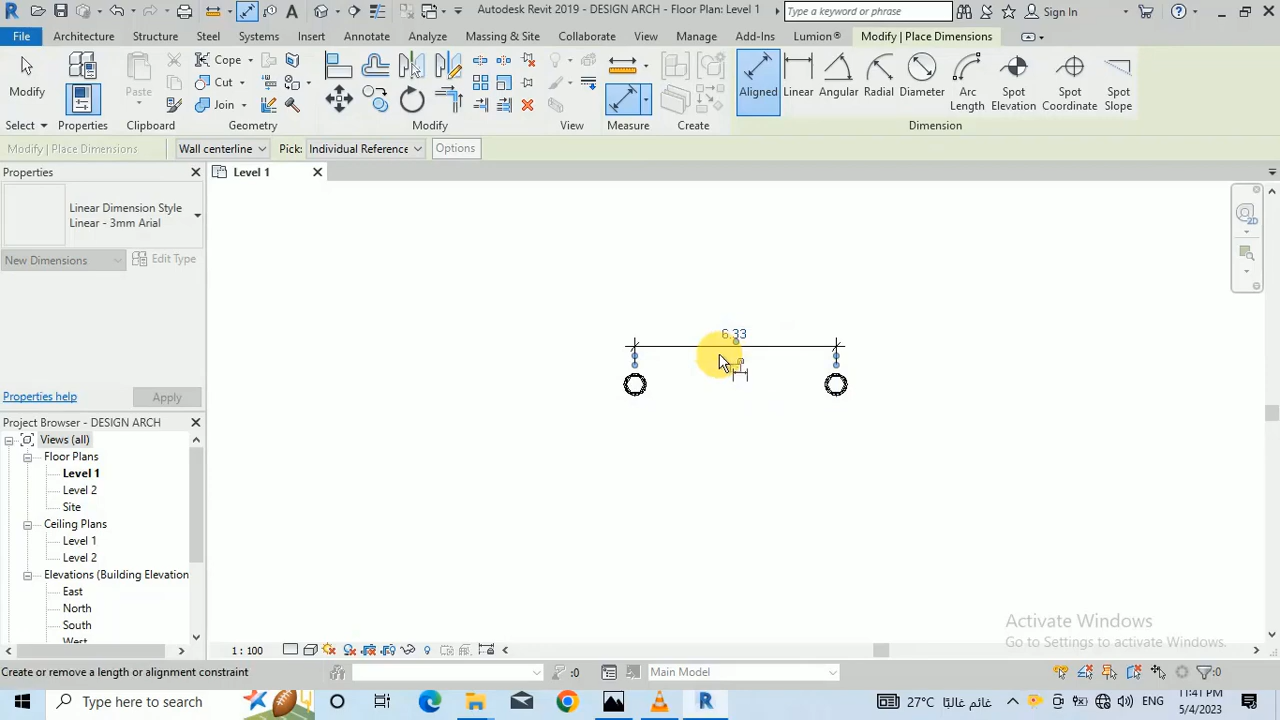 Autodesk Revit 2019 - DESIGN ARCH - Floor Plan: Level 1
Type a keyword or phrase
Sign In
File
Architecture
Structure
Steel
Systems
Insert
Annotate
Analyze
Massing & Site
Collaborate
View
Manage
Add-Ins
Lumion®
Modify | Place Dimensions
Modify
Paste
Cope
Cut
Join
Aligned
Linear
Angular
Radial
Diameter
Arc
Length
Spot
Elevation
Spot
Coordinate
Spot
Slope
Select
Properties
Clipboard
Geometry
Modify
View
Measure
Create
Dimension
Modify | Place Dimensions
Wall centerline
Pick:
Individual Reference
Options
Properties
Level 1
Linear Dimension Style
Linear - 3mm Arial
New Dimensions
Edit Type
6.33
Properties help
Apply
Project Browser - DESIGN ARCH
Views (all)
Floor Plans
Level 1
Level 2
Site
Ceiling Plans
Level 1
Level 2
Elevations (Building Elevation
East
North
South
West
Activate Windows
Go to Settings to activate Windows.
1 : 100
Create or remove a length or alignment constraint
:0
Main Model
:0
Type here to search
27°C غائما غالبا
ENG
11:41 PM
5/4/2023